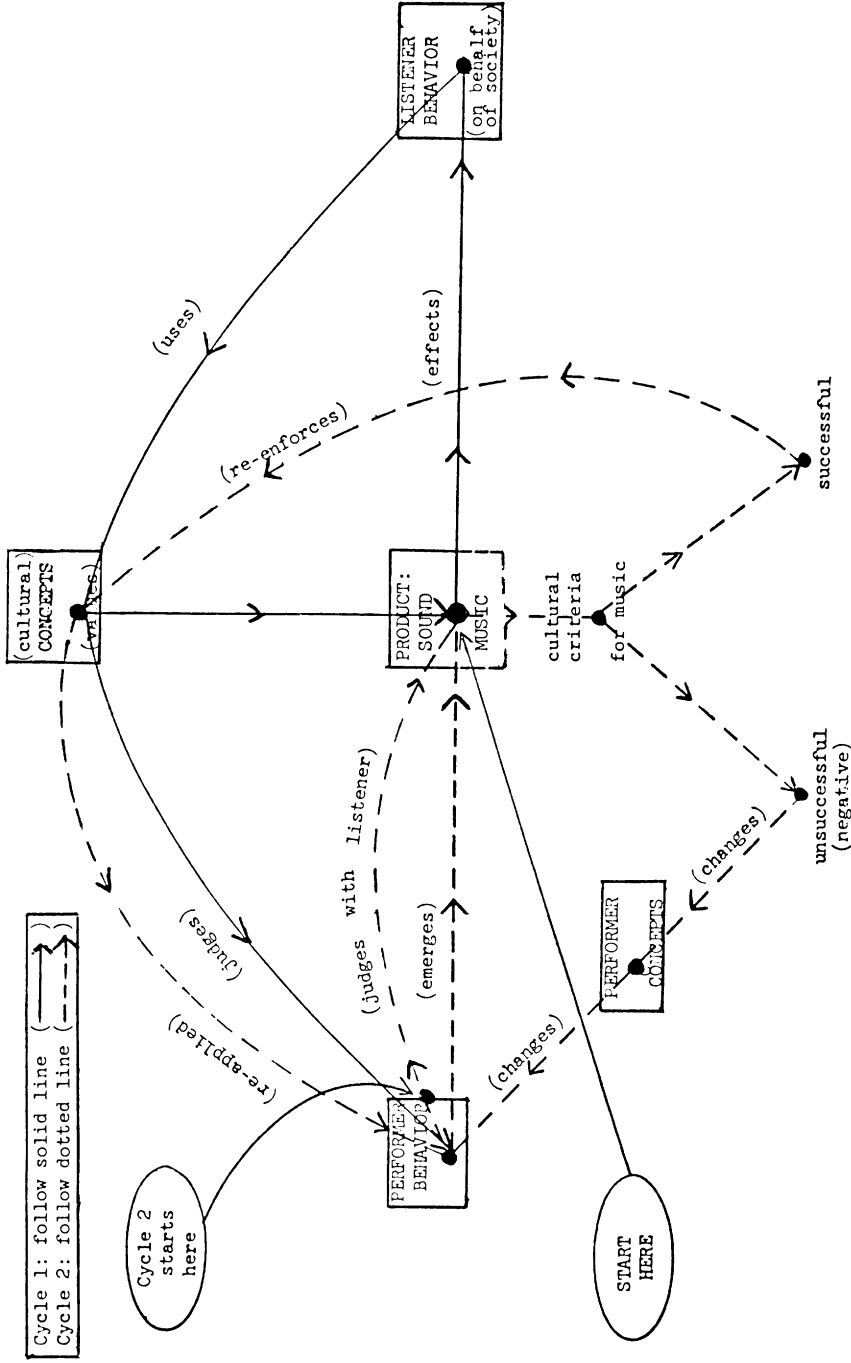 Cycle 1: follow solid line ( )
Cycle 2: follow dotted line ( )
Cycle 2
starts
here
START
HERE
PERFORMER
BEHAVIOR
(re-applied)
(judges)
(judges with listener)
(emerges)
(changes)
PERFORMER
CONCEPTS
(changes)
unsuccessful
(negative)
(cultural)
CONCEPTS
(values)
PRODUCT:
SOUND
MUSIC
cultural
criteria
for music
successful
(re-enforces)
(uses)
(effects)
LISTENER
BEHAVIOR
(on behalf
of society)